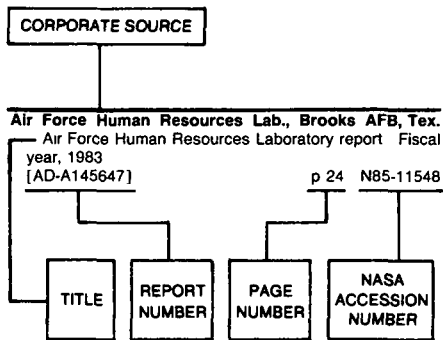 CORPORATE SOURCE
Air Force Human Resources Lab., Brooks AFB, Tex.
Air Force Human Resources Laboratory report Fiscal
year, 1983
[AD-A145647] p 24 N85-11548
TITLE
REPORT
NUMBER
PAGE
NUMBER
NASA
ACCESSION
NUMBER